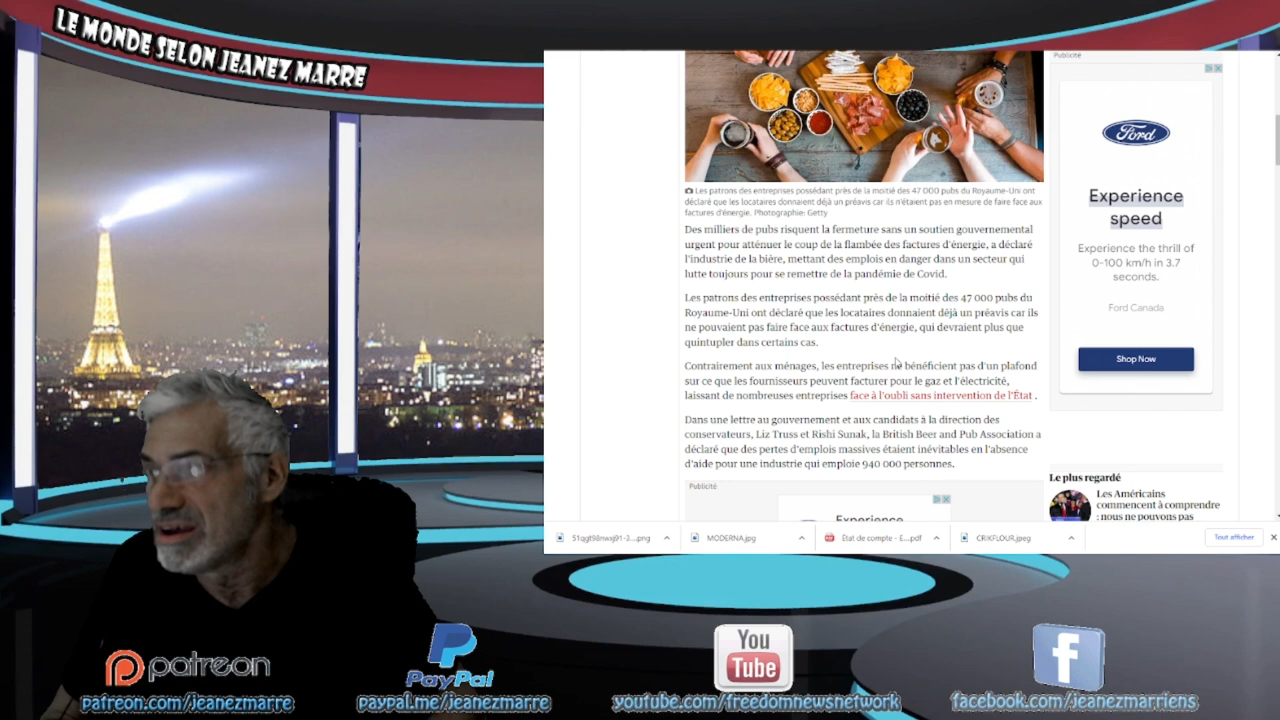 LE MONDE SELON JEANEZ MARRE
Les patrons des entreprises possédant près de la moitié des 47 000 pubs du Royaume-Uni ont
déclaré que les locataires donnaient déjà un préavis car ils n'étaient pas en mesure de faire face aux
factures d'énergie. Photographie: Getty
Des milliers de pubs risquent la fermeture sans un soutien gouvernemental
urgent pour atténuer le coup de la flambée des factures d'énergie, a déclaré
l'industrie de la bière, mettant des emplois en danger dans un secteur qui
lutte toujours pour se remettre de la pandémie de Covid.
Les patrons des entreprises possédant près de la moitié des 47 000 pubs du
Royaume-Uni ont déclaré que les locataires donnaient déjà un préavis car ils
ne pouvaient pas faire face aux factures d'énergie, qui devraient plus que
quintupler dans certains cas.
Contrairement aux ménages, les entreprises ne bénéficient pas d'un plafond
sur ce que les fournisseurs peuvent facturer pour le gaz et l'électricité,
laissant de nombreuses entreprises face à l'oubli sans intervention de l'État .
Dans une lettre au gouvernement et aux candidats à la direction des
conservateurs, Liz Truss et Rishi Sunak, la British Beer and Pub Association a
déclaré que des pertes d'emplois massives étaient inévitables en l'absence
d'aide pour une industrie qui emploie 940 000 personnes.
Publicité
Experience
Publicité
Ford
Experience
speed
Experience the thrill of
0-100 km/h in 3.7
seconds.
Ford Canada
Shop Now
Le plus regardé
Les Américains
commencent à comprendre
: nous ne pouvons pas
MODERNA.jpg
État de compte - E....pdf
CRIKFLOUR.jpeg
Tout afficher
patreon
patreon.com/jeanezmarre
PayPal
paypal.me/jeanezmarre
You
Tube
youtube.com/freedomnewsnetwork
f
facebook.com/jeanezmarriens